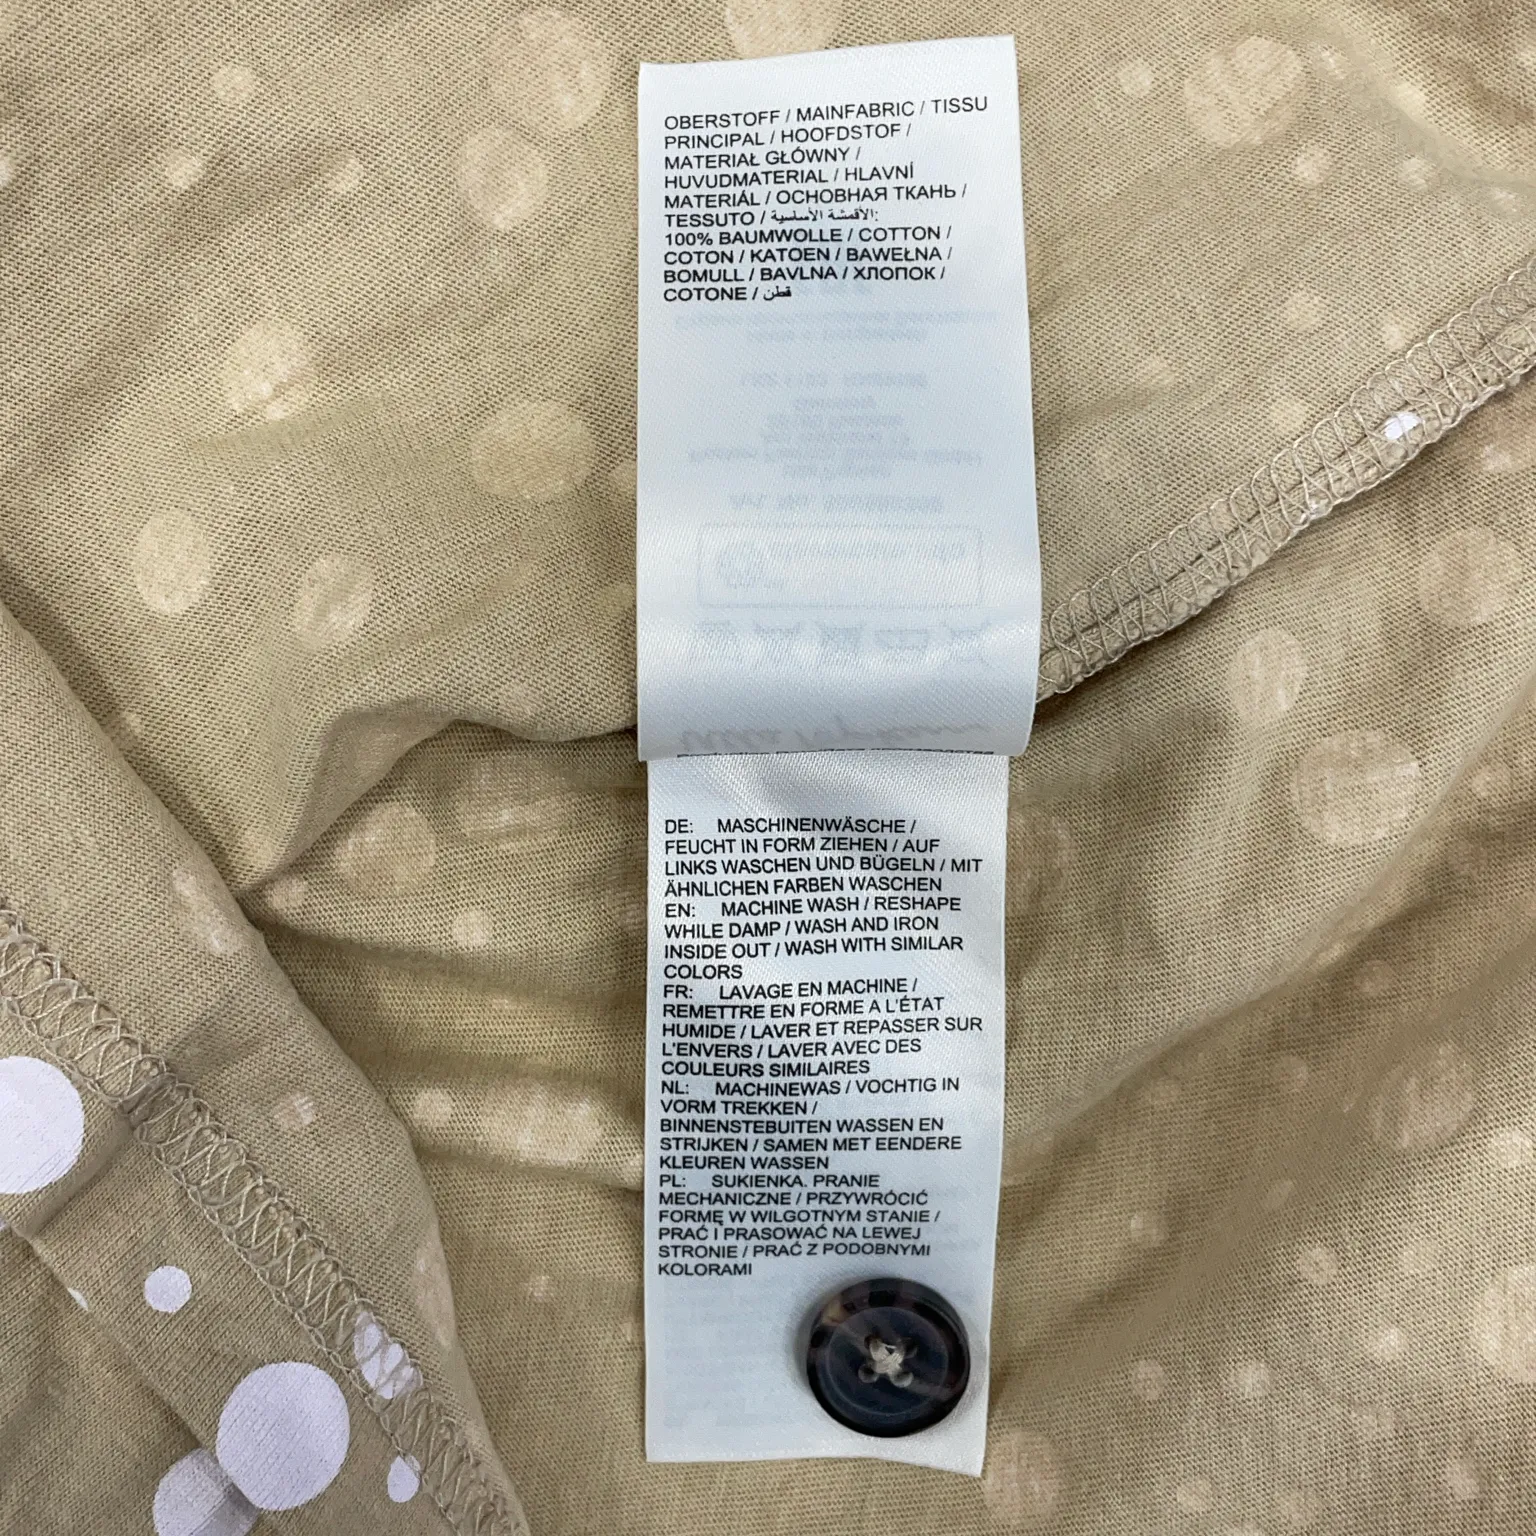 OBERSTOFF / MAINFABRIC / TISSU
PRINCIPAL / HOOFDSTOF /
MATERIAŁ GŁÓWNY /
HUVUDMATERIAL / HLAVNÍ
MATERIÁL / ОСНОВНАЯ ТКАНЬ /
TESSUTO / الأقمشة الأساسية:
100% BAUMWOLLE / COTTON /
COTON / KATOEN / BAWEŁNA /
BOMULL / BAVLNA / ХЛОПОК /
COTONE / قطن
DE: MASCHINENWÄSCHE /
FEUCHT IN FORM ZIEHEN / AUF
LINKS WASCHEN UND BÜGELN / MIT
ÄHNLICHEN FARBEN WASCHEN
EN: MACHINE WASH / RESHAPE
WHILE DAMP / WASH AND IRON
INSIDE OUT / WASH WITH SIMILAR
COLORS
FR: LAVAGE EN MACHINE /
REMETTRE EN FORME A L'ÉTAT
HUMIDE / LAVER ET REPASSER SUR
L'ENVERS / LAVER AVEC DES
COULEURS SIMILAIRES
NL: MACHINEWAS / VOCHTIG IN
VORM TREKKEN /
BINNENSTEBUITEN WASSEN EN
STRIJKEN / SAMEN MET EENDERE
KLEUREN WASSEN
PL: SUKIENKA. PRANIE
MECHANICZNE / PRZYWRÓCIĆ
FORMĘ W WILGOTNYM STANIE /
PRAĆ I PRASOWAĆ NA LEWEJ
STRONIE / PRAĆ Z PODOBNYMI
KOLORAMI